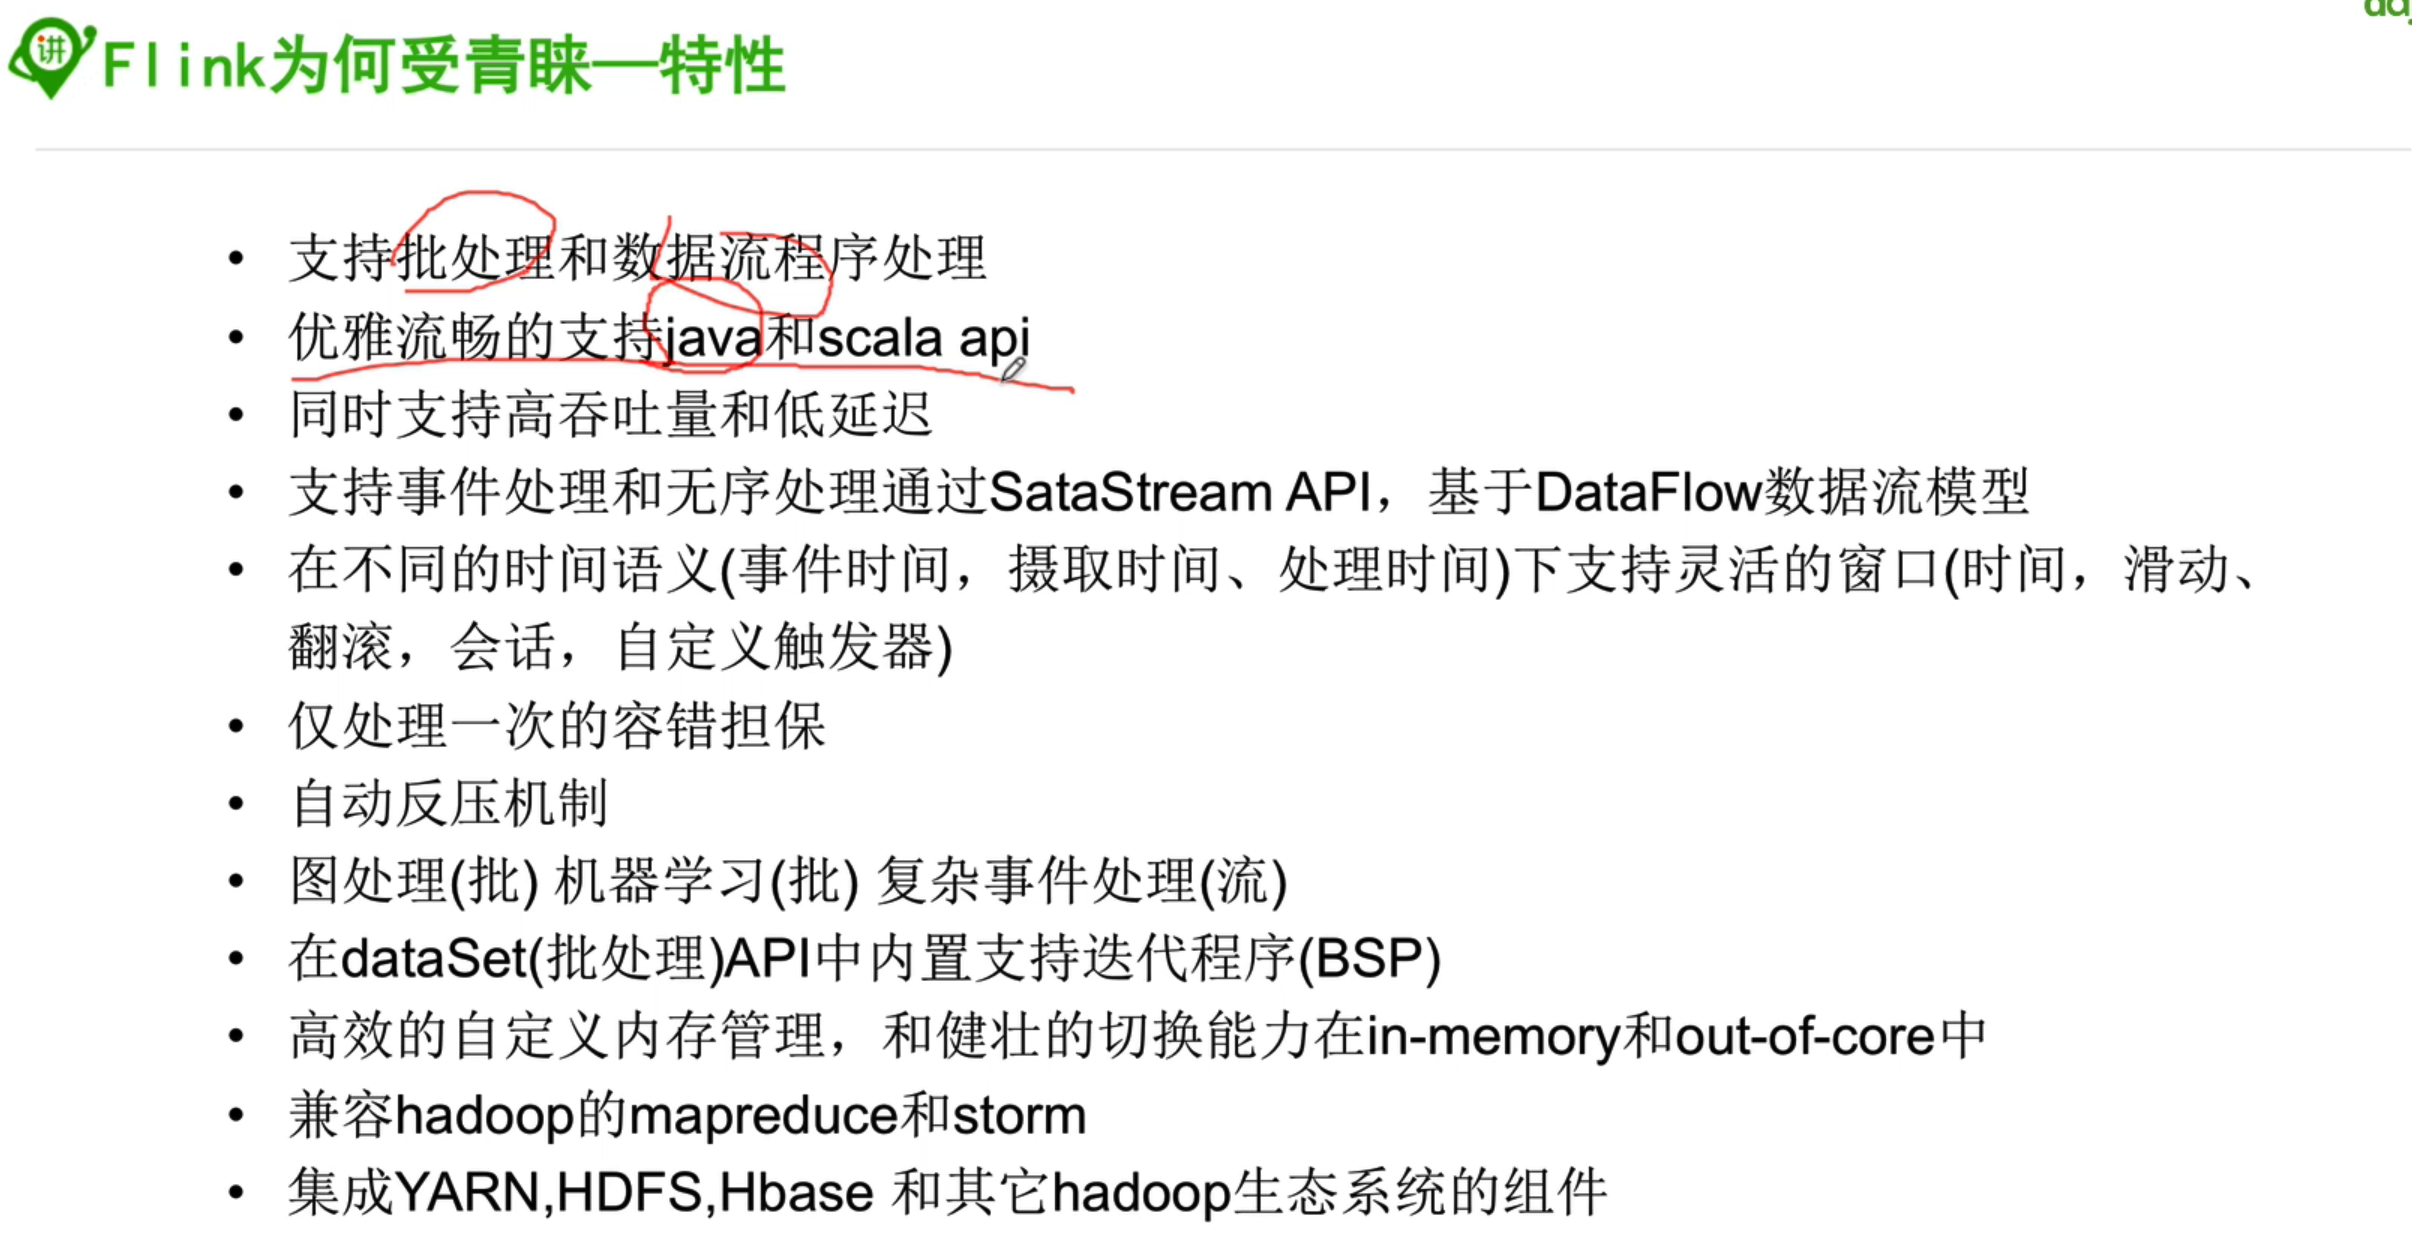 讲
Flink为何受青睐—特性
• 支持批处理和数据流程序处理
• 优雅流畅的支持java和scala api
• 同时支持高吞吐量和低延迟
• 支持事件处理和无序处理通过SataStream API，基于DataFlow数据流模型
• 在不同的时间语义(事件时间，摄取时间、处理时间)下支持灵活的窗口(时间，滑动、
翻滚，会话，自定义触发器)
• 仅处理一次的容错担保
• 自动反压机制
• 图处理(批) 机器学习(批) 复杂事件处理(流)
• 在dataSet(批处理)API中内置支持迭代程序(BSP)
• 高效的自定义内存管理，和健壮的切换能力在in-memory和out-of-core中
• 兼容hadoop的mapreduce和storm
• 集成YARN,HDFS,Hbase 和其它hadoop生态系统的组件